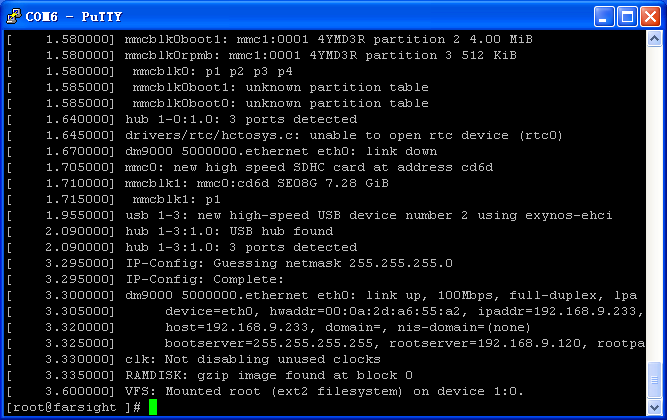 COM6 - PuTTY
[    1.580000] mmcblk0boot1: mmc1:0001 4YMD3R partition 2 4.00 MiB
[    1.580000] mmcblk0rpmb: mmc1:0001 4YMD3R partition 3 512 KiB
[    1.580000]  mmcblk0: p1 p2 p3 p4
[    1.585000]  mmcblk0boot1: unknown partition table
[    1.585000]  mmcblk0boot0: unknown partition table
[    1.640000] hub 1-0:1.0: 3 ports detected
[    1.645000] drivers/rtc/hctosys.c: unable to open rtc device (rtc0)
[    1.670000] dm9000 5000000.ethernet eth0: link down
[    1.705000] mmc0: new high speed SDHC card at address cd6d
[    1.710000] mmcblk1: mmc0:cd6d SE08G 7.28 GiB
[    1.715000]  mmcblk1: p1
[    1.955000] usb 1-3: new high-speed USB device number 2 using exynos-ehci
[    2.090000] hub 1-3:1.0: USB hub found
[    2.090000] hub 1-3:1.0: 3 ports detected
[    3.295000] IP-Config: Guessing netmask 255.255.255.0
[    3.295000] IP-Config: Complete:
[    3.300000] dm9000 5000000.ethernet eth0: link up, 100Mbps, full-duplex, lpa
[    3.305000]      device=eth0, hwaddr=00:0a:2d:a6:55:a2, ipaddr=192.168.9.233,
[    3.320000]      host=192.168.9.233, domain=, nis-domain=(none)
[    3.325000]      bootserver=255.255.255.255, rootserver=192.168.9.120, rootpa
[    3.330000] clk: Not disabling unused clocks
[    3.335000] RAMDISK: gzip image found at block 0
[    3.600000] VFS: Mounted root (ext2 filesystem) on device 1:0.
[root@farsight ]#